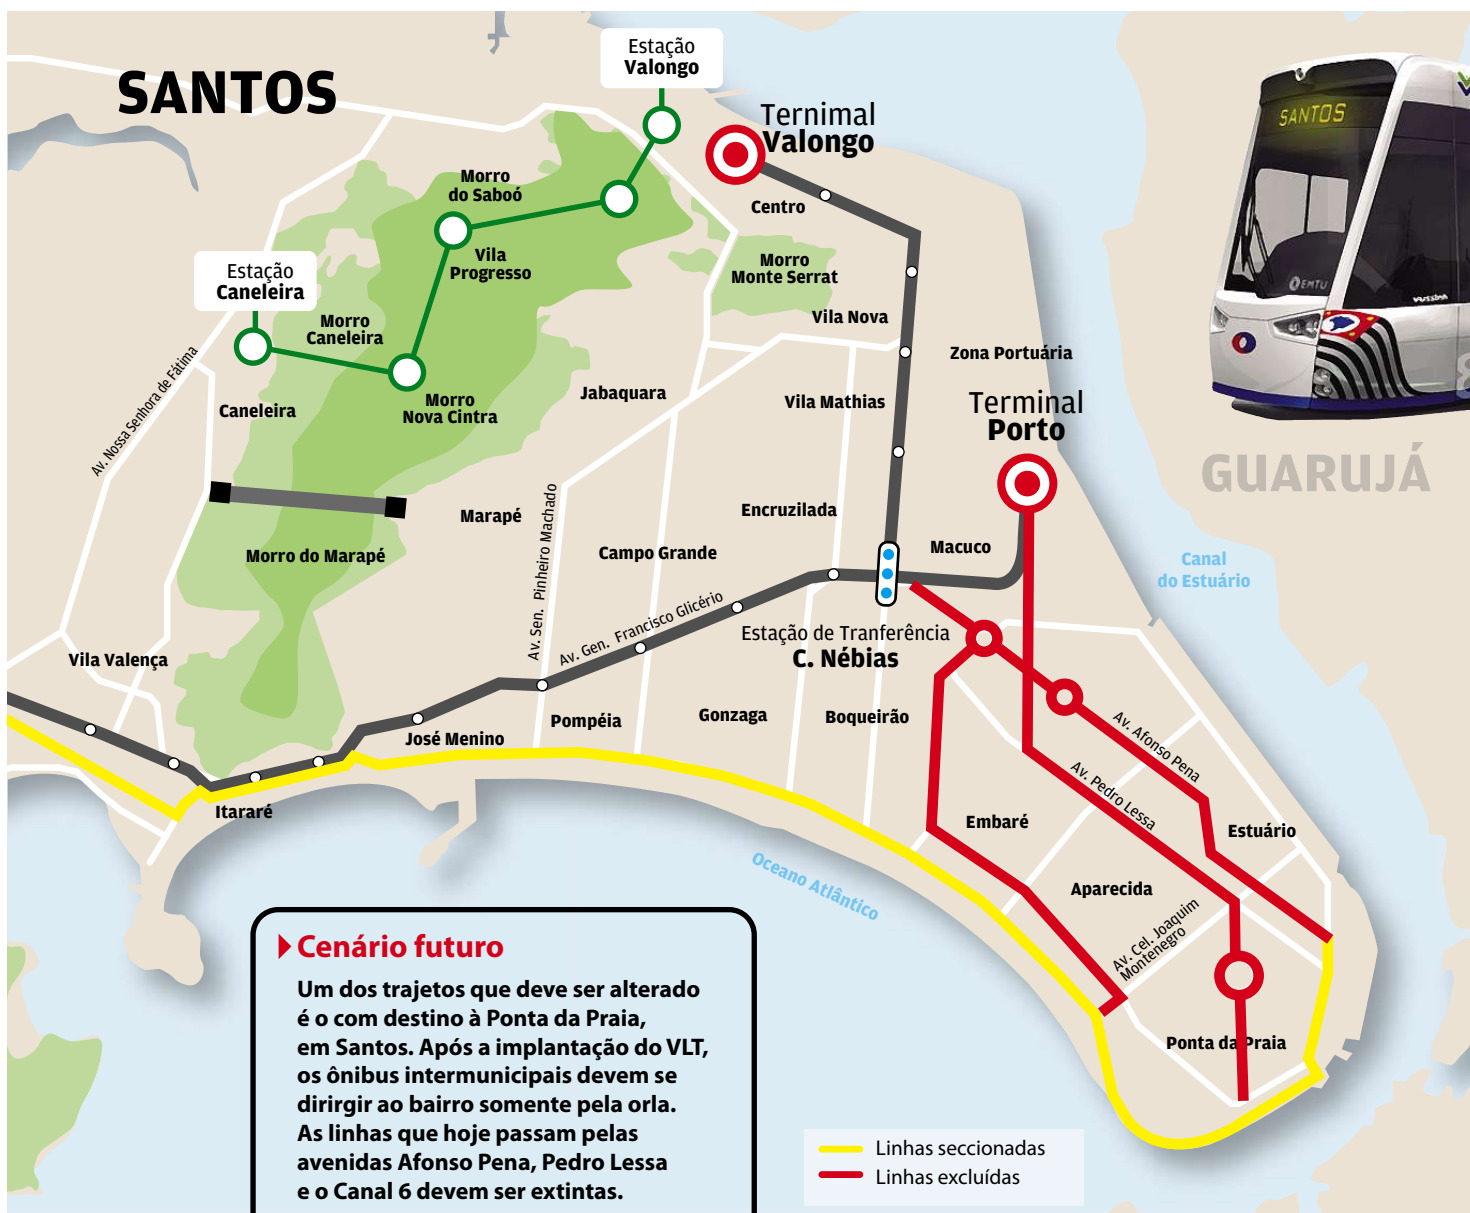 SANTOS
Estação
Valongo
Ternimal
Valongo
SANTOS
Morro
do Saboó
Centro
Vila
Progresso
Morro
Monte Serrat
Estação
Caneleira
EMTU
Morro
Caneleira
Vila Nova
Av. Nossa Senhora de Fátima
Zona Portuária
Jabaquara
Vila Mathias
Caneleira
Morro
Nova Cintra
Terminal
Porto
GUARUJÁ
Marapé
Encruzilada
Av. Sen. Pinheiro Machado
Campo Grande
Macuco
Morro do Marapé
Canal
do Estuário
Av. Gen. Francisco Glicério
Estação de Tranferência
C. Nébias
Vila Valença
José Menino
Pompéia
Gonzaga
Boqueirão
Av. Afonso Pena
Av. Pedro Lessa
Itararé
Embaré
Estuário
Oceano Atlântico
Aparecida
Av. Cel. Joaquim
Montenegro
Ponta da Praia
Cenário futuro
Um dos trajetos que deve ser alterado
é o com destino à Ponta da Praia,
em Santos. Após a implantação do VLT,
os ônibus intermunicipais devem se
dirirgir ao bairro somente pela orla.
As linhas que hoje passam pelas
avenidas Afonso Pena, Pedro Lessa
e o Canal 6 devem ser extintas.
Linhas seccionadas
Linhas excluídas